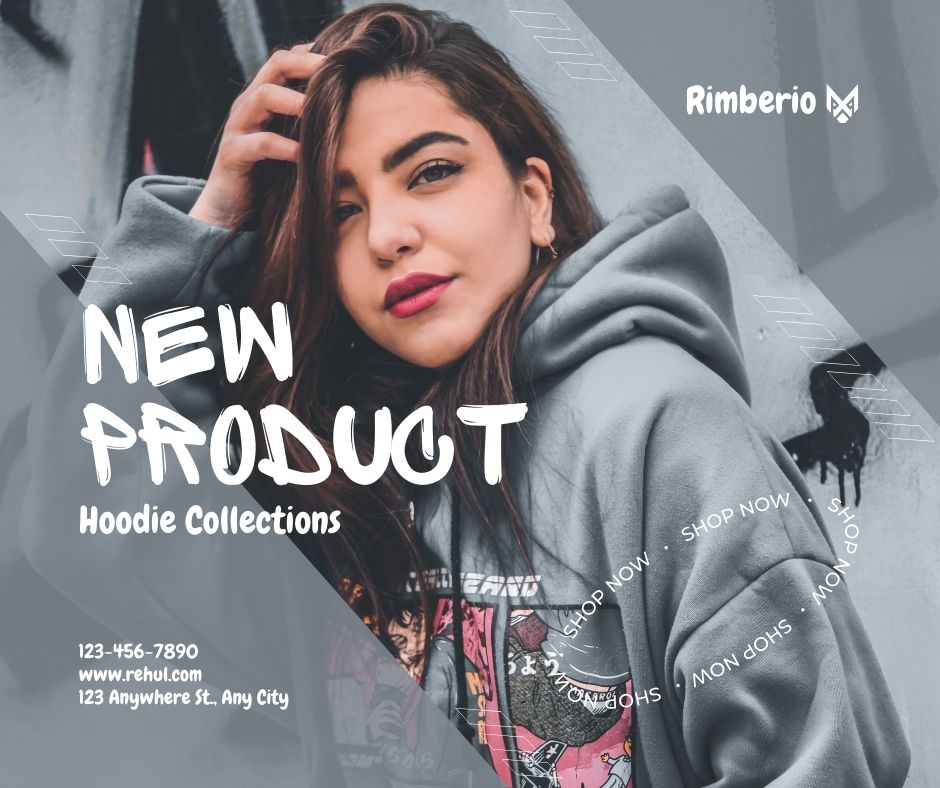 Rimberio
NEW
PRODUCT
Hoodie Collections
SHOP NOW · SHOP NOW · SHOP NOW · SHOP NOW · SHOP NOW ·
123-456-7890
www.rehul.com
123 Anywhere St., Any City